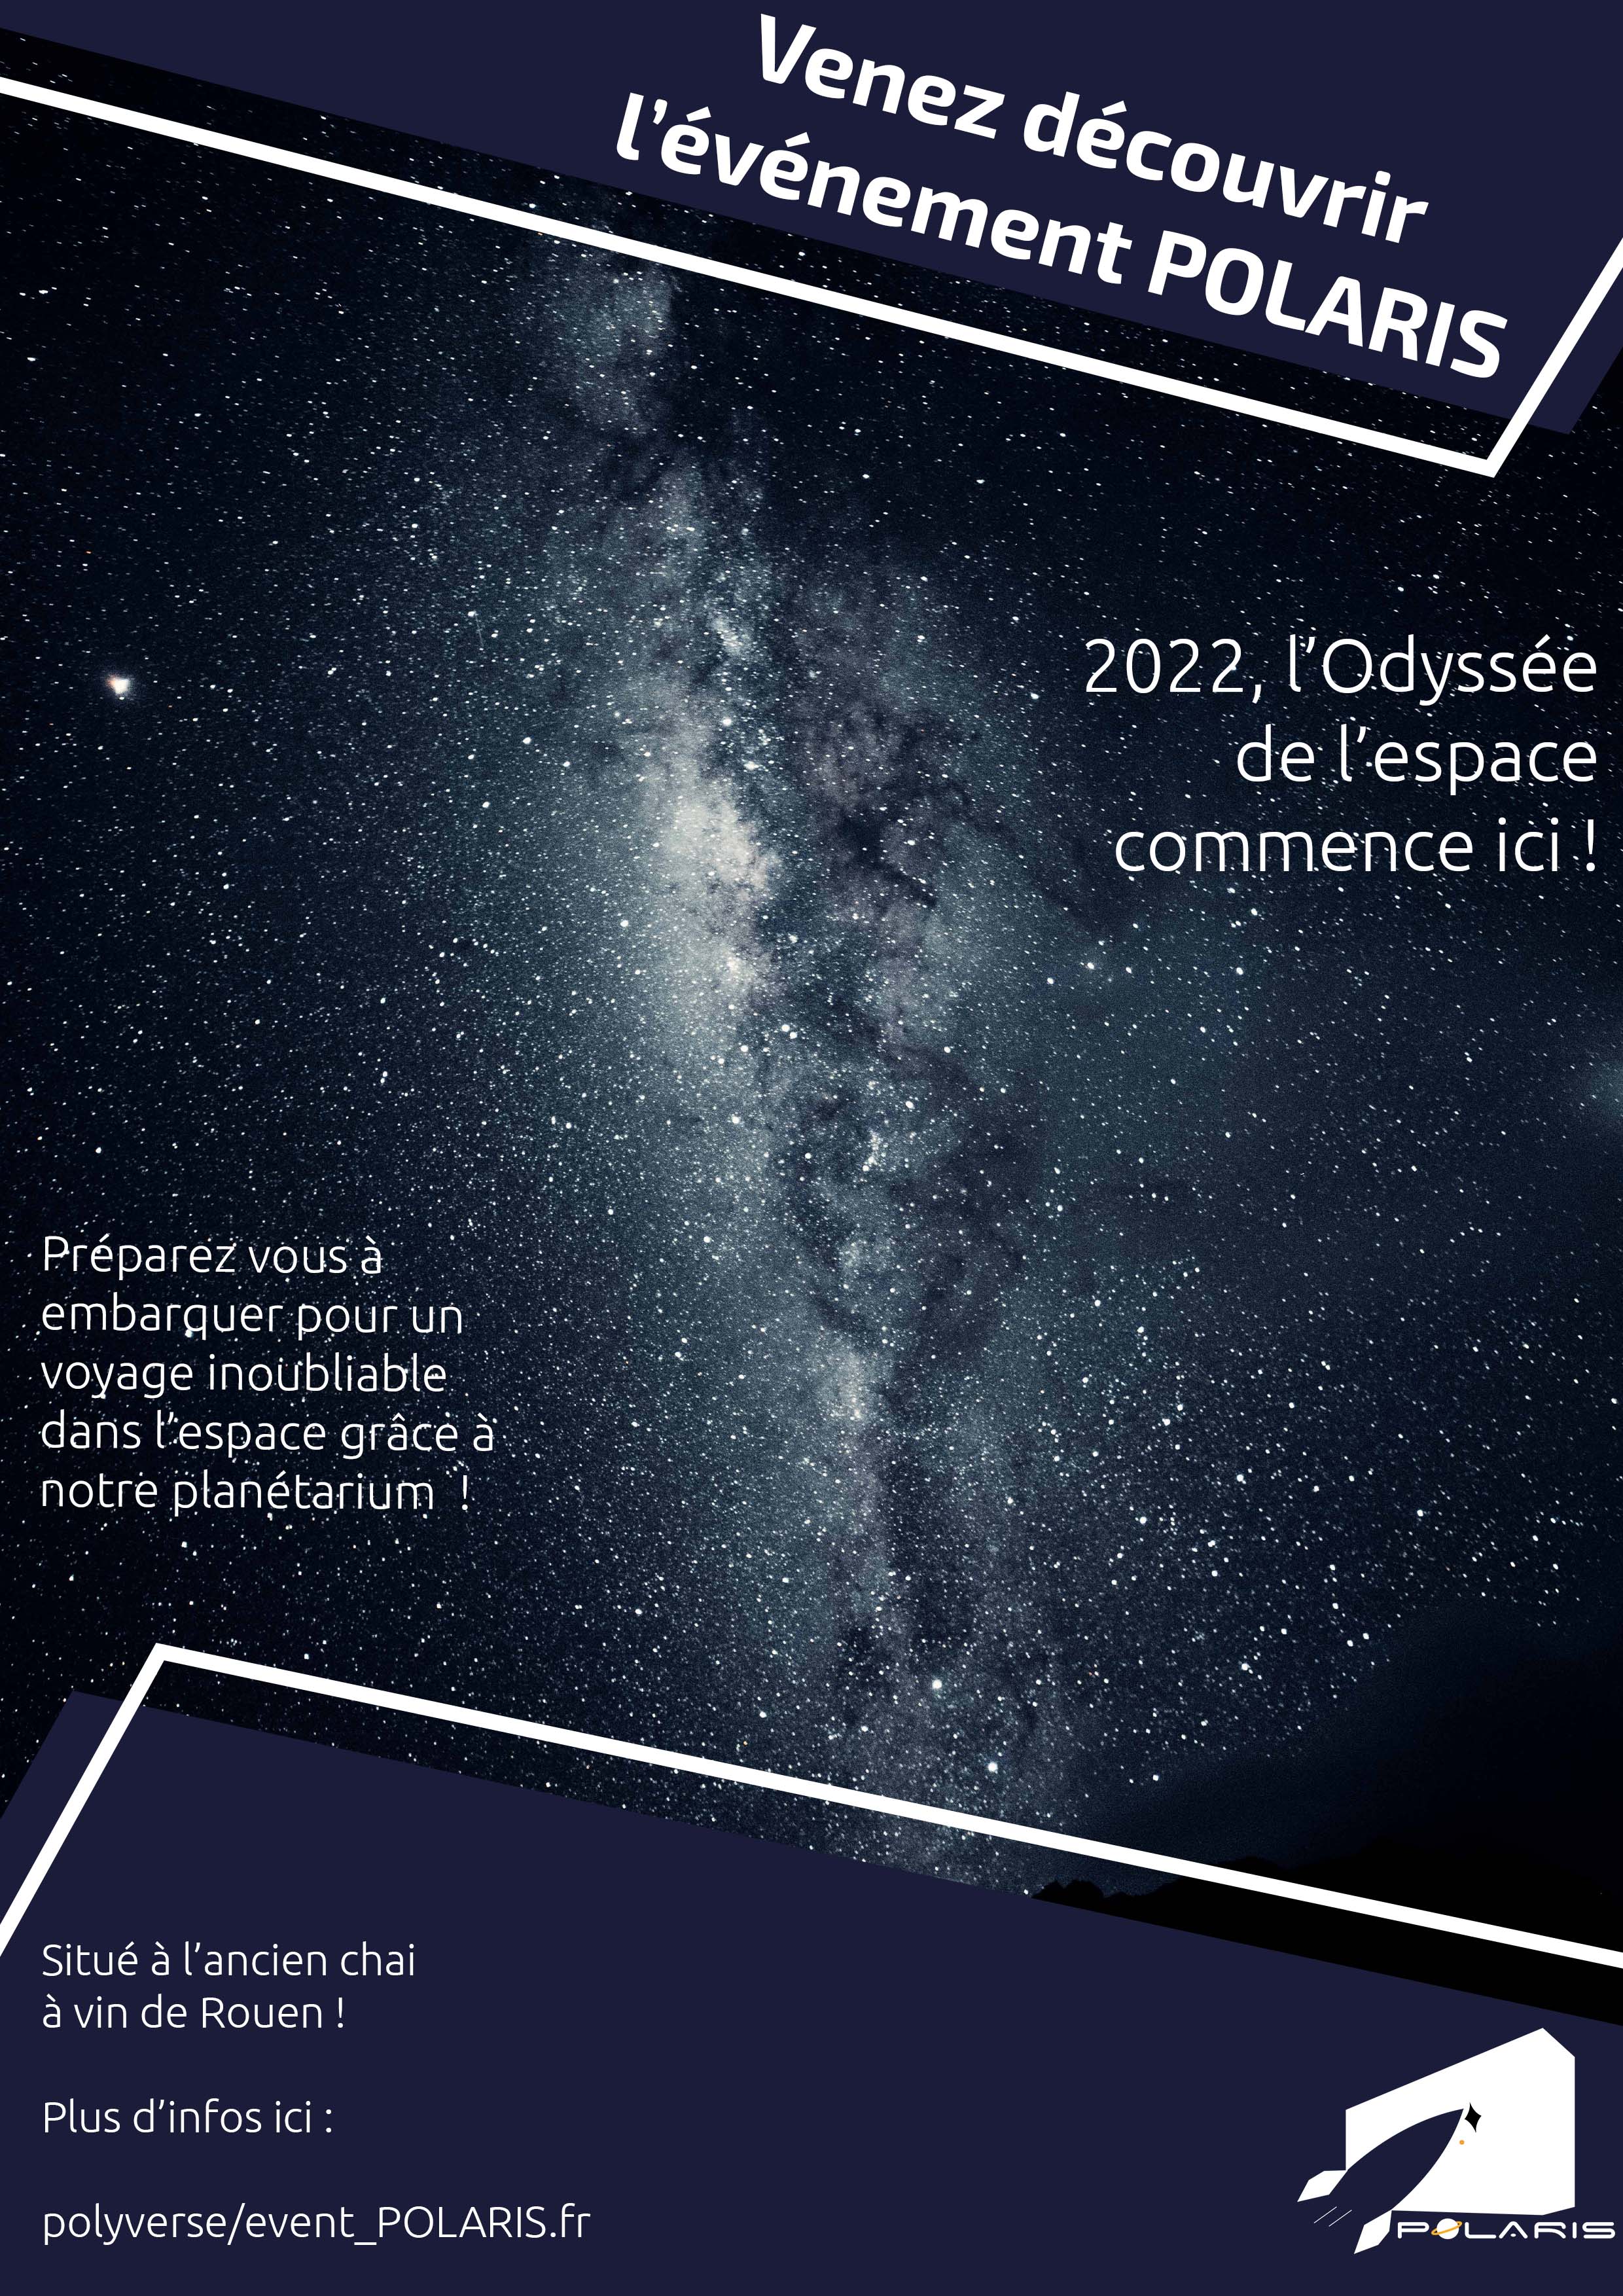 Venez découvrir
l’événement POLARIS
2022, l’Odyssée
de l’espace
commence ici !
Préparez vous à
embarquer pour un
voyage inoubliable
dans l’espace grâce à
notre planétarium  !
Situé à l’ancien chai
à vin de Rouen !
Plus d’infos ici :
polyverse/event_POLARIS.fr
POLARIS